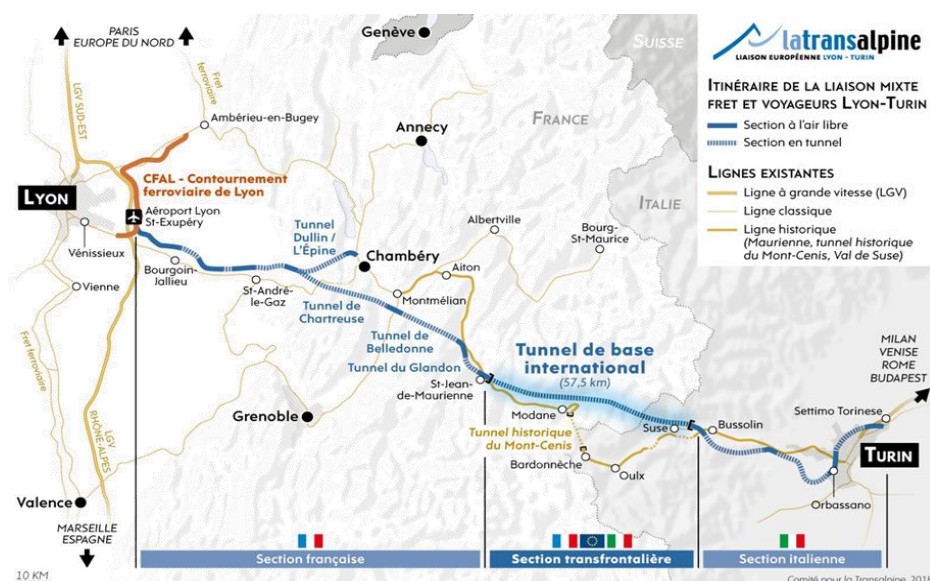 PARIS
EUROPE DU NORD
Genève
SUISSE
latransalpine
LIAISON EUROPÉENNE LYON - TURIN
ITINÉRAIRE DE LA LIAISON MIXTE
FRET ET VOYAGEURS LYON-TURIN
Section à l'air libre
Section en tunnel
LIGNES EXISTANTES
Ligne à grande vitesse (LGV)
Ligne classique
Ligne historique
(Maurienne, tunnel historique
du Mont-Cenis, Val de Suse)
LGV SUD-EST
Fret
ferroviaire
Ambérieu-en-Bugey
Annecy
FRANCE
ITALIE
CFAL - Contournement
ferroviaire de Lyon
LYON
Aéroport Lyon
St-Exupéry
Vénissieux
Bourgoin-
Jallieu
Vienne
St-André-
le-Gaz
Tunnel
Dullin /
L'Épine
Chambéry
Albertville
Bourg-
St-Maurice
Aiton
Montmélian
Tunnel de
Chartreuse
Tunnel de
Belledonne
Tunnel du Glandon
St-Jean-
de-Maurienne
Tunnel de base
international
(57,5 km)
Fret ferroviaire
LGV
RHÔNE-ALPES
Grenoble
Modane
Tunnel historique
du Mont-Cenis
Bardonnèche
Oulx
Suse
Bussolin
MILAN
VENISE
ROME
BUDAPEST
Settimo Torinese
TURIN
Orbassano
Valence
MARSEILLE
ESPAGNE
Section française
Section transfrontalière
Section italienne
10 KM
Comité pour la Transalpine, 2018